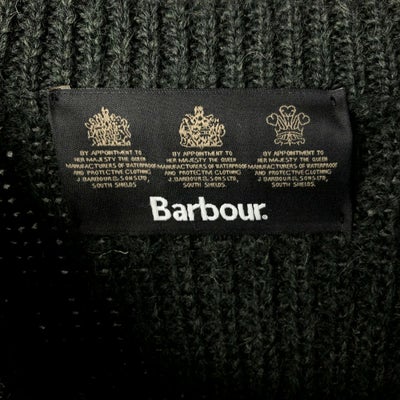 BY APPOINTMENT TO
HER MAJESTY THE QUEEN
MANUFACTURERS OF WATERPROOF
AND PROTECTIVE CLOTHING
J. BARBOUR & SONS LTD,
SOUTH SHIELDS.
BY APPOINTMENT TO
HER MAJESTY THE QUEEN
MANUFACTURERS OF WATERPROOF
AND PROTECTIVE CLOTHING
J. BARBOUR & SONS LTD,
SOUTH SHIELDS.
BY APPOINTMENT TO
HER MAJESTY THE QUEEN
MANUFACTURERS OF WATERPROOF
AND PROTECTIVE CLOTHING
J. BARBOUR & SONS LTD,
SOUTH SHIELDS.
Barbour.